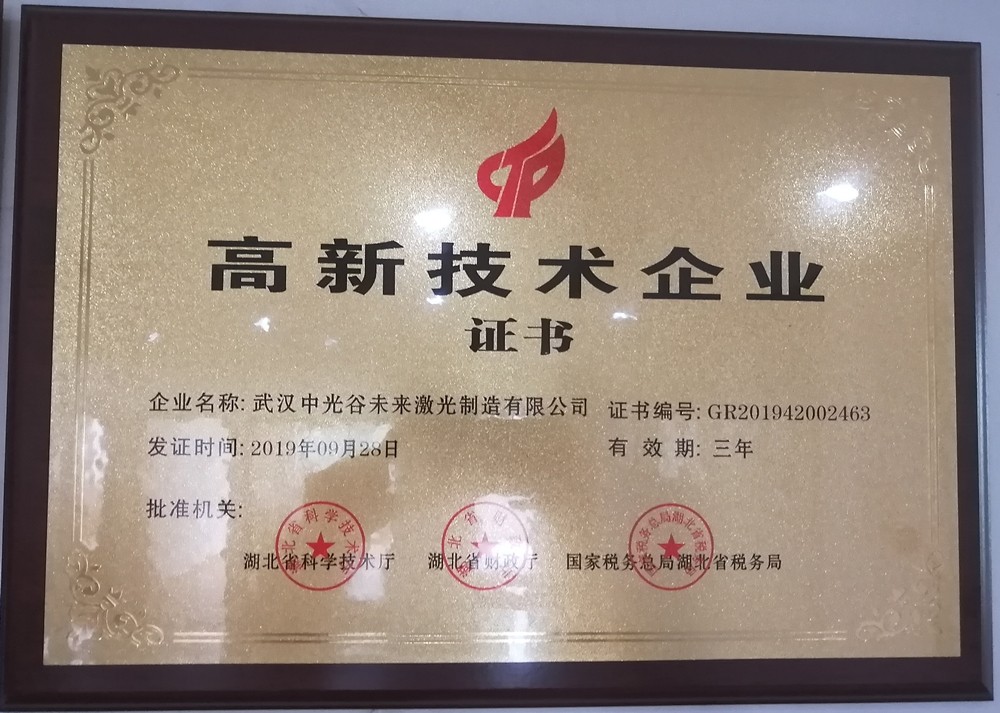 高新技术企业
证书
企业名称: 武汉中光谷未来激光制造有限公司 证书编号: GR201942002463
发证时间: 2019年09月28日 有效期: 三年
批准机关:
湖北省科学技术厅 湖北省财政厅 国家税务总局湖北省税务局